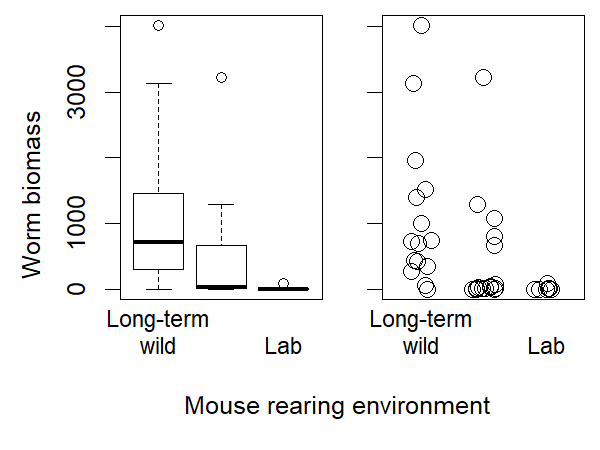 Worm biomass
3000
1000
0
Long-term
wild
Lab
Long-term
wild
Lab
Mouse rearing environment